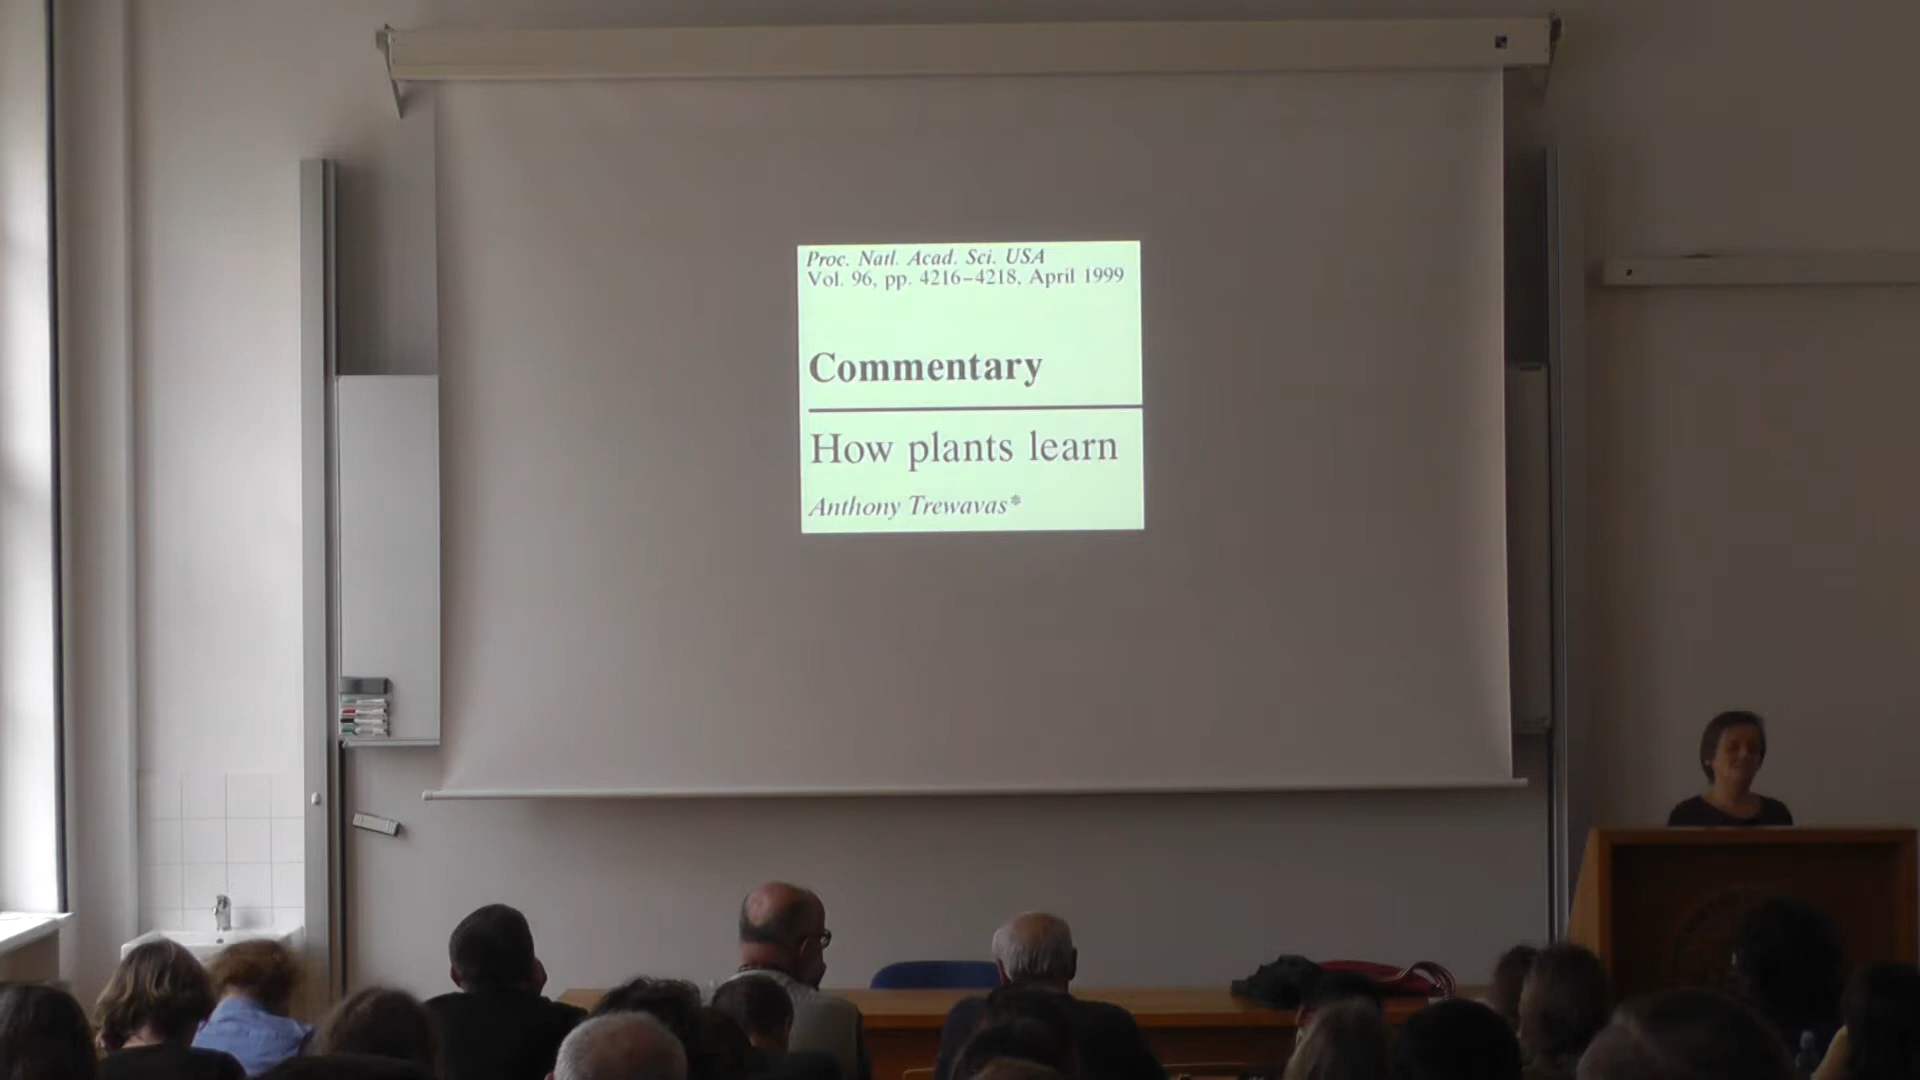 Proc. Natl. Acad. Sci. USA
Vol. 96, pp. 4216–4218, April 1999
Commentary
How plants learn
Anthony Trewavas*